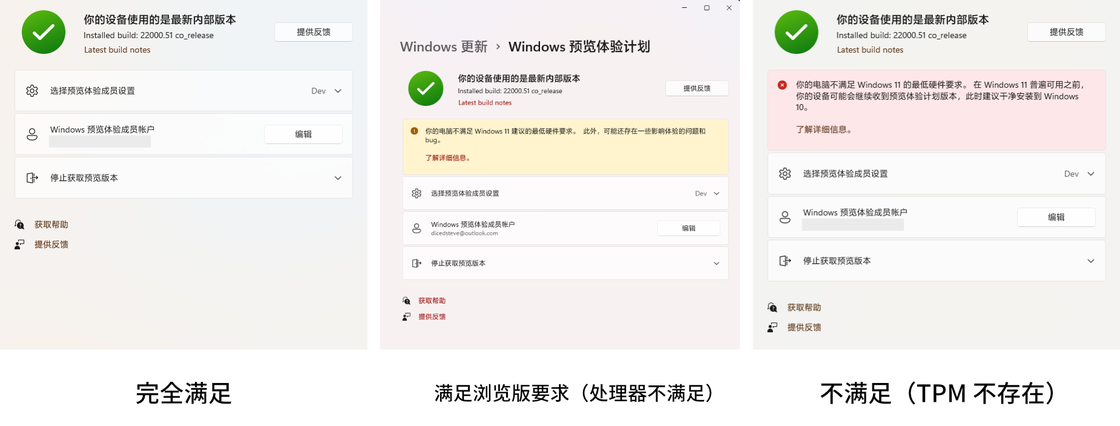 你的设备使用的是最新内部版本
Installed build: 22000.51 co_release
Latest build notes
提供反馈
选择预览体验成员设置
Dev
Windows 预览体验成员帐户
编辑
停止获取预览版本
获取帮助
提供反馈
完全满足
Windows 更新 › Windows 预览体验计划
你的设备使用的是最新内部版本
Installed build: 22000.51 co_release
Latest build notes
提供反馈
你的电脑不满足 Windows 11 建议的最低硬件要求。 此外，可能还存在一些影响体验的问题和
bug。
了解详细信息。
选择预览体验成员设置
Dev
Windows 预览体验成员帐户
dicedsteve@outlook.com
编辑
停止获取预览版本
获取帮助
提供反馈
满足浏览版要求（处理器不满足）
你的设备使用的是最新内部版本
Installed build: 22000.51 co_release
Latest build notes
提供反馈
你的电脑不满足 Windows 11 的最低硬件要求。 在 Windows 11 普遍可用之前，
你的设备可能会继续收到预览体验计划版本，此时建议干净安装到 Windows
10。
了解详细信息。
选择预览体验成员设置
Dev
Windows 预览体验成员帐户
编辑
停止获取预览版本
获取帮助
提供反馈
不满足（TPM 不存在）